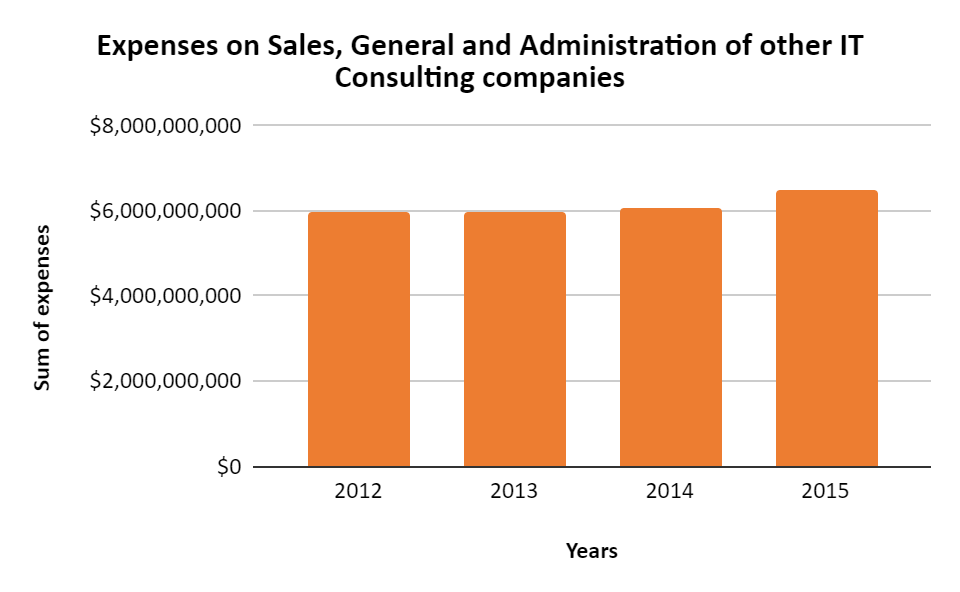 Expenses on Sales, General and Administration of other IT
Consulting companies
$8,000,000,000
$6,000,000,000
$4,000,000,000
$2,000,000,000
$0
Sum of expenses
2012 2013 2014 2015
Years